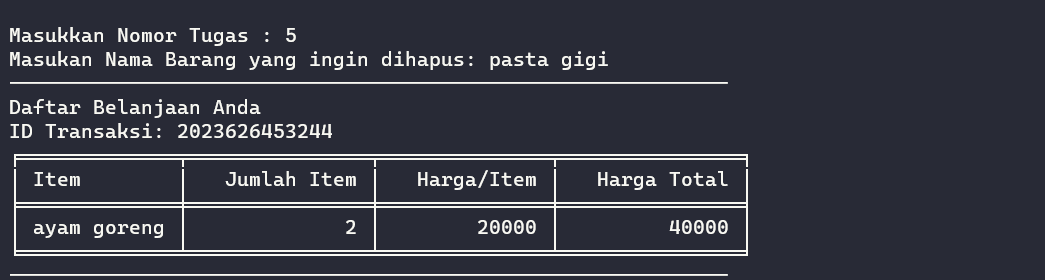 Masukkan Nomor Tugas : 5
Masukan Nama Barang yang ingin dihapus: pasta gigi
Daftar Belanjaan Anda
ID Transaksi: 2023626453244
Item Jumlah Item Harga/Item Harga Total
ayam goreng 2 20000 40000